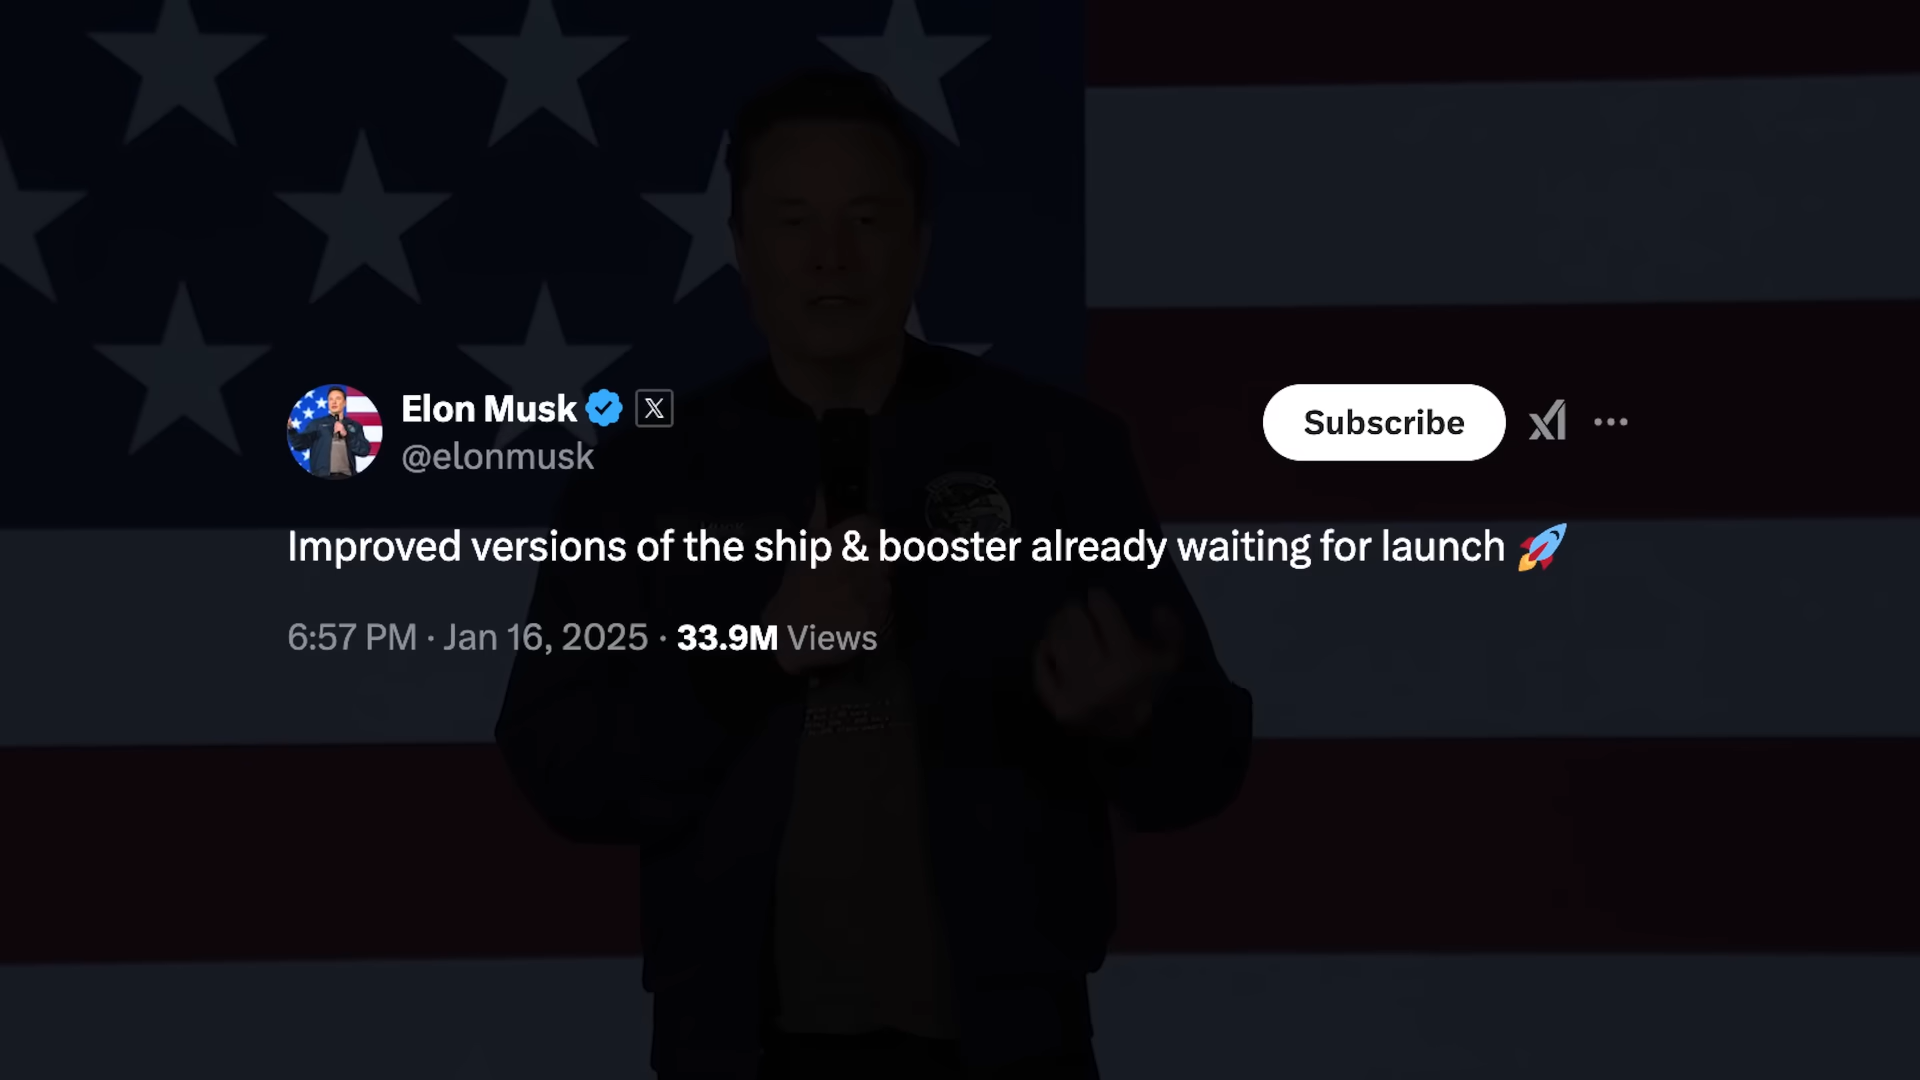 Elon Musk
@elonmusk
Subscribe
Improved versions of the ship & booster already waiting for launch 🚀
6:57 PM · Jan 16, 2025 · 33.9M Views